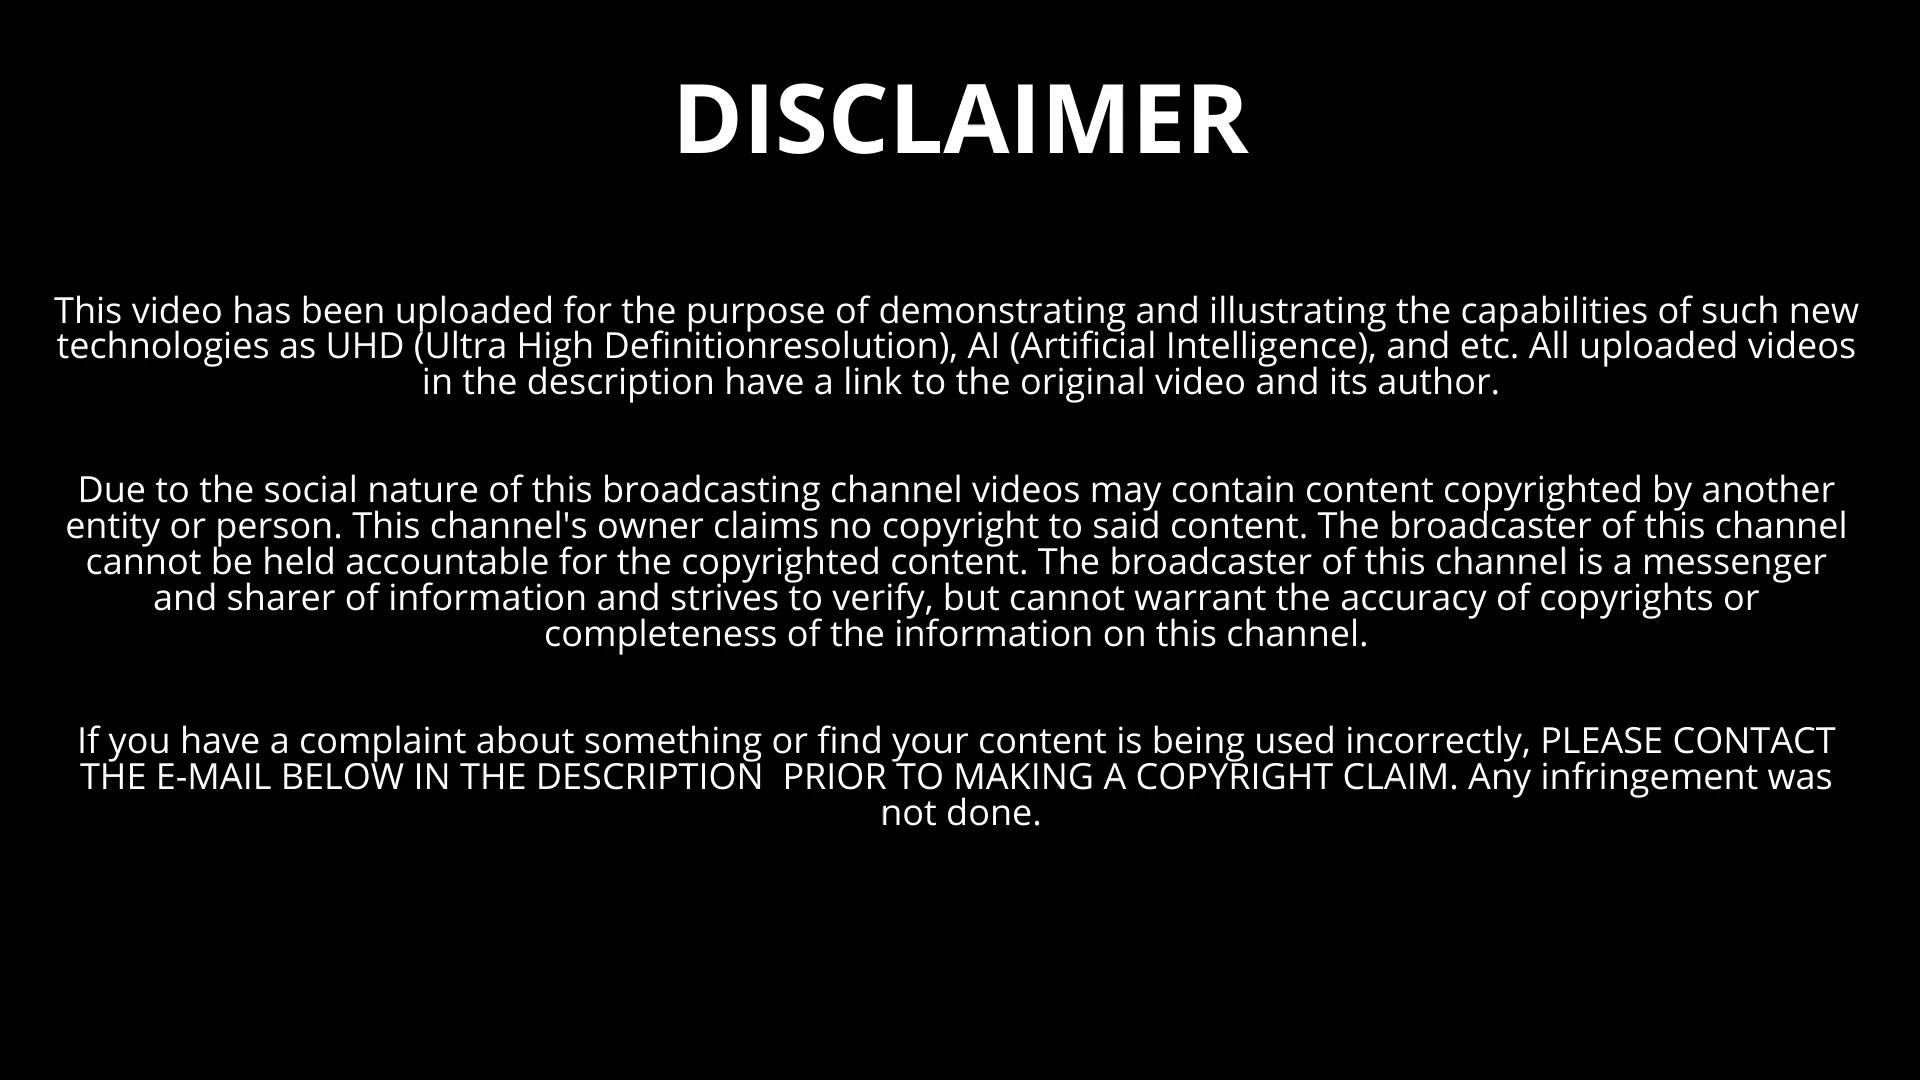 DISCLAIMER
This video has been uploaded for the purpose of demonstrating and illustrating the capabilities of such new
technologies as UHD (Ultra High Definitionresolution), AI (Artificial Intelligence), and etc. All uploaded videos
in the description have a link to the original video and its author.
Due to the social nature of this broadcasting channel videos may contain content copyrighted by another
entity or person. This channel's owner claims no copyright to said content. The broadcaster of this channel
cannot be held accountable for the copyrighted content. The broadcaster of this channel is a messenger
and sharer of information and strives to verify, but cannot warrant the accuracy of copyrights or
completeness of the information on this channel.
If you have a complaint about something or find your content is being used incorrectly, PLEASE CONTACT
THE E-MAIL BELOW IN THE DESCRIPTION  PRIOR TO MAKING A COPYRIGHT CLAIM. Any infringement was
not done.